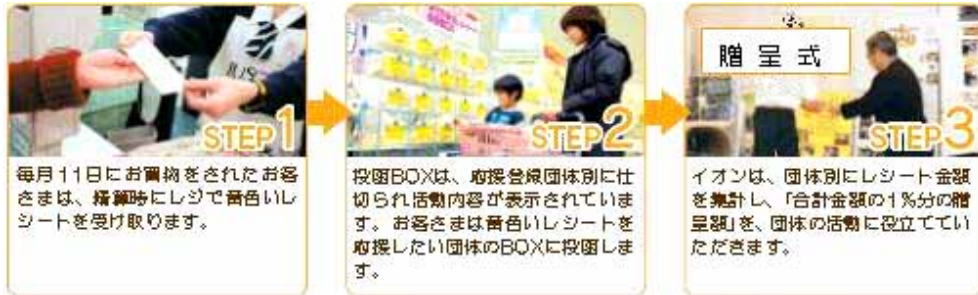 STEP1
毎月11日にお買物をされたお客
さまは、精算時にレジで黄色いレ
シートを受け取ります。
STEP2
投函BOXは、応援登録団体別に仕
切られ活動内容が表示されていま
す。お客さまは黄色いレシートを
応援したい団体のBOXに投函しま
す。
贈呈式
STEP3
イオンは、団体別にレシート金額
を集計し、「合計金額の1%分の贈
呈額」を、団体の活動に役立ててい
ただきます。